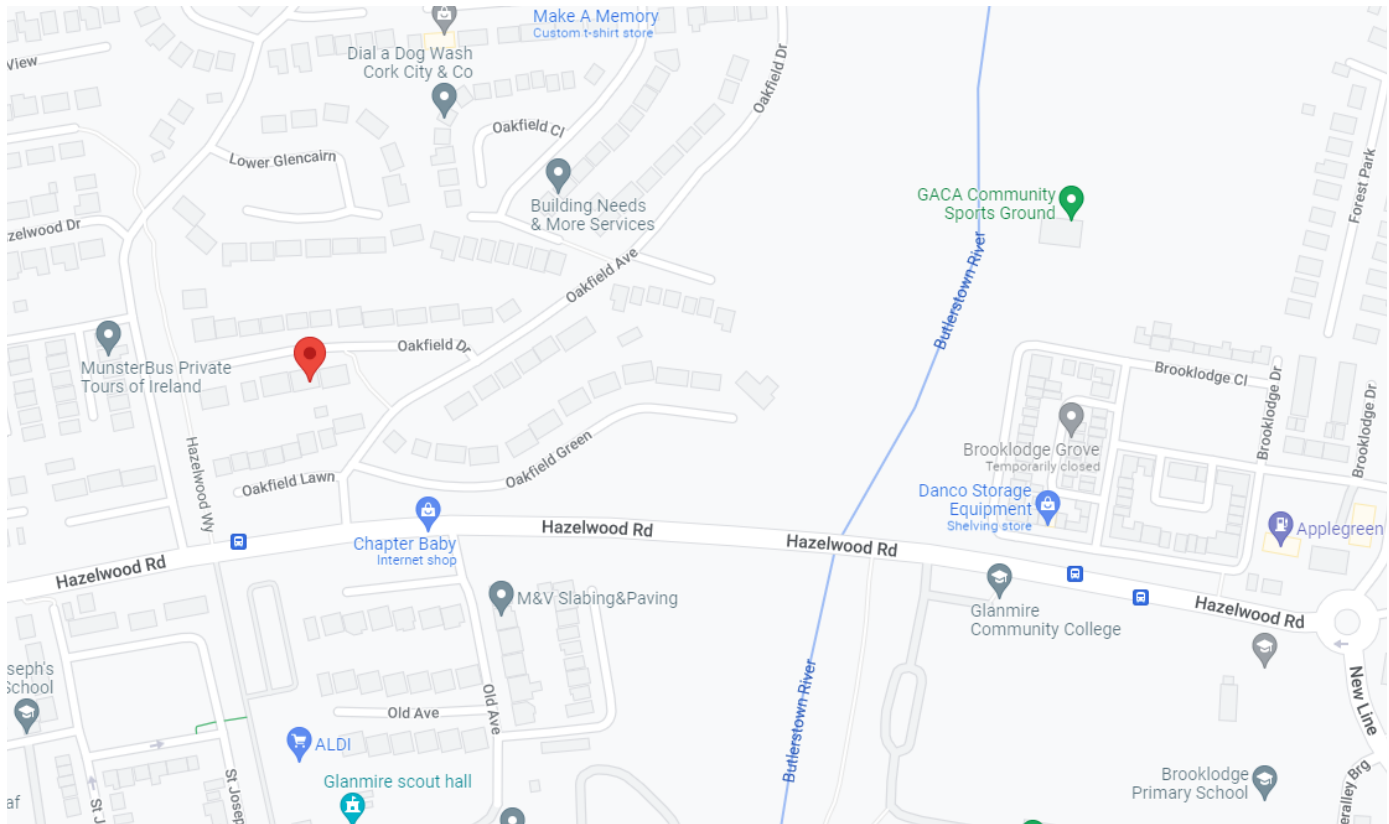 Make A Memory
Custom t-shirt store
View
Dial a Dog Wash
Cork City & Co
Oakfield Dr
Oakfield Cl
Lower Glencairn
Forest Park
GACA Community
Sports Ground
Building Needs
& More Services
zelwood Dr
Oakfield Ave
Butlerstown River
Oakfield Dr
MunsterBus Private
Tours of Ireland
Brooklodge Cl
Brooklodge Dr
Brooklodge Dr
Brooklodge Grove
Temporarily closed
Hazelwood Wy
Oakfield Green
Oakfield Lawn
Danco Storage
Equipment
Shelving store
Applegreen
Hazelwood Rd
Hazelwood Rd
Chapter Baby
Internet shop
Hazelwood Rd
M&V Slabing&Paving
Glanmire
Community College
Hazelwood Rd
seph's
School
Old Ave
Old Ave
New Line
Butlerstown River
ALDI
Glanmire scout hall
St Joseph
Brooklodge
Primary School
af
St J
eralley Brg